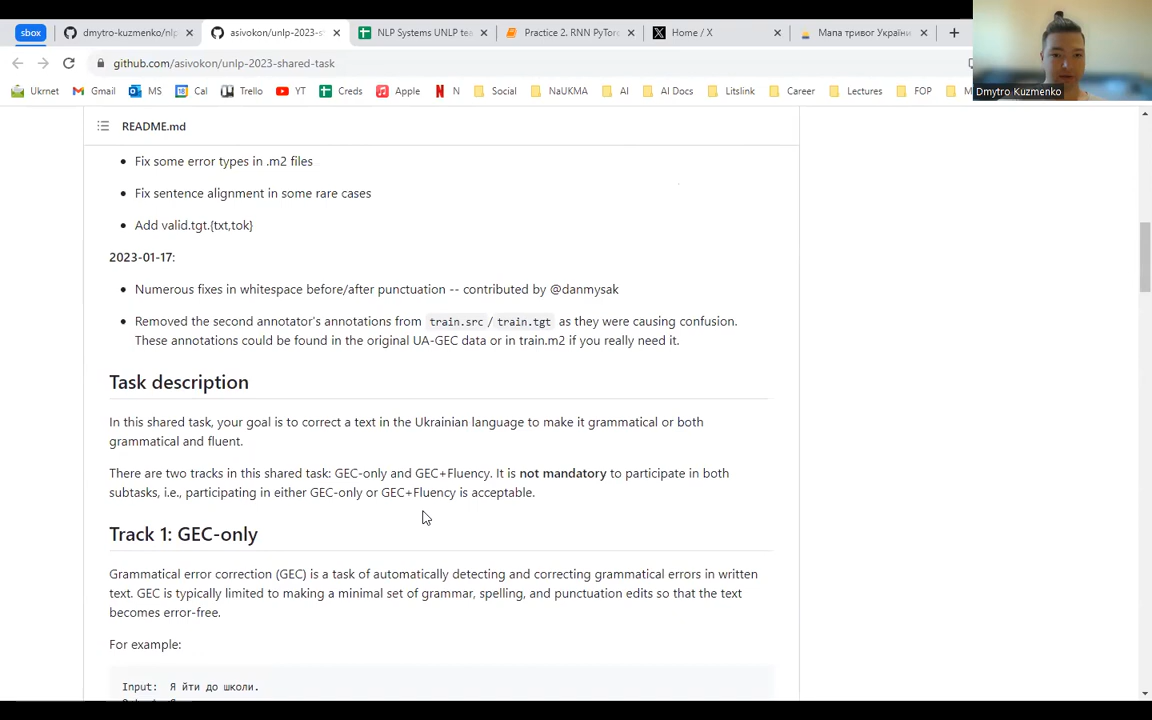 sbox
dmytro-kuzmenko/nlp
asivokon/unlp-2023-s
NLP Systems UNLP tea
Practice 2. RNN PyTorc
Home / X
Мапа тривог України
github.com/asivokon/unlp-2023-shared-task
Ukrnet
Gmail
MS
Cal
Trello
YT
Creds
Apple
N
Social
NaUKMA
AI
AI Docs
Litslink
Career
Lectures
FOP
M
Dmytro Kuzmenko
README.md
Fix some error types in .m2 files
Fix sentence alignment in some rare cases
Add valid.tgt.{txt,tok}
2023-01-17:
Numerous fixes in whitespace before/after punctuation -- contributed by @danmysak
Removed the second annotator's annotations from train.src / train.tgt as they were causing confusion.
These annotations could be found in the original UA-GEC data or in train.m2 if you really need it.
Task description
In this shared task, your goal is to correct a text in the Ukrainian language to make it grammatical or both
grammatical and fluent.
There are two tracks in this shared task: GEC-only and GEC+Fluency. It is not mandatory to participate in both
subtasks, i.e., participating in either GEC-only or GEC+Fluency is acceptable.
Track 1: GEC-only
Grammatical error correction (GEC) is a task of automatically detecting and correcting grammatical errors in written
text. GEC is typically limited to making a minimal set of grammar, spelling, and punctuation edits so that the text
becomes error-free.
For example:
Input: Я йти до школи.